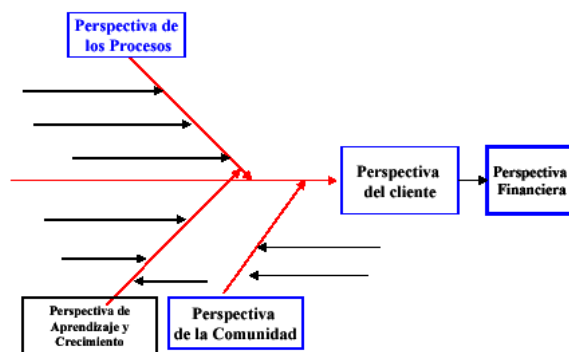 Perspectiva de
los Procesos
Perspectiva
del cliente
Perspectiva
Financiera
Perspectiva de
Aprendizaje y
Crecimiento
Perspectiva
de la Comunidad